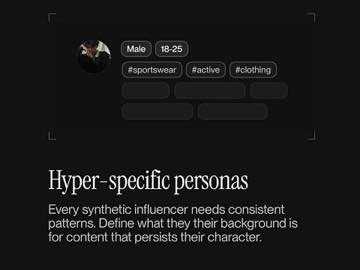 Male 18-25
#sportswear #active #clothing
Hyper-specific personas
Every synthetic influencer needs consistent
patterns. Define what they their background is
for content that persists their character.